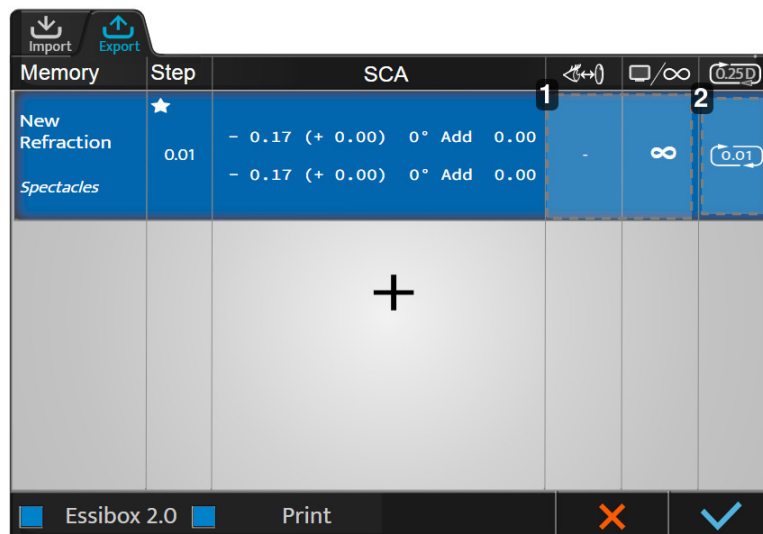 Import Export
Memory Step SCA /∞ 0.25D
1 2
New
Refraction
Spectacles
0.01
- 0.17 (+ 0.00) 0° Add 0.00
- 0.17 (+ 0.00) 0° Add 0.00
-
∞
0.01
+
Essibox 2.0 Print